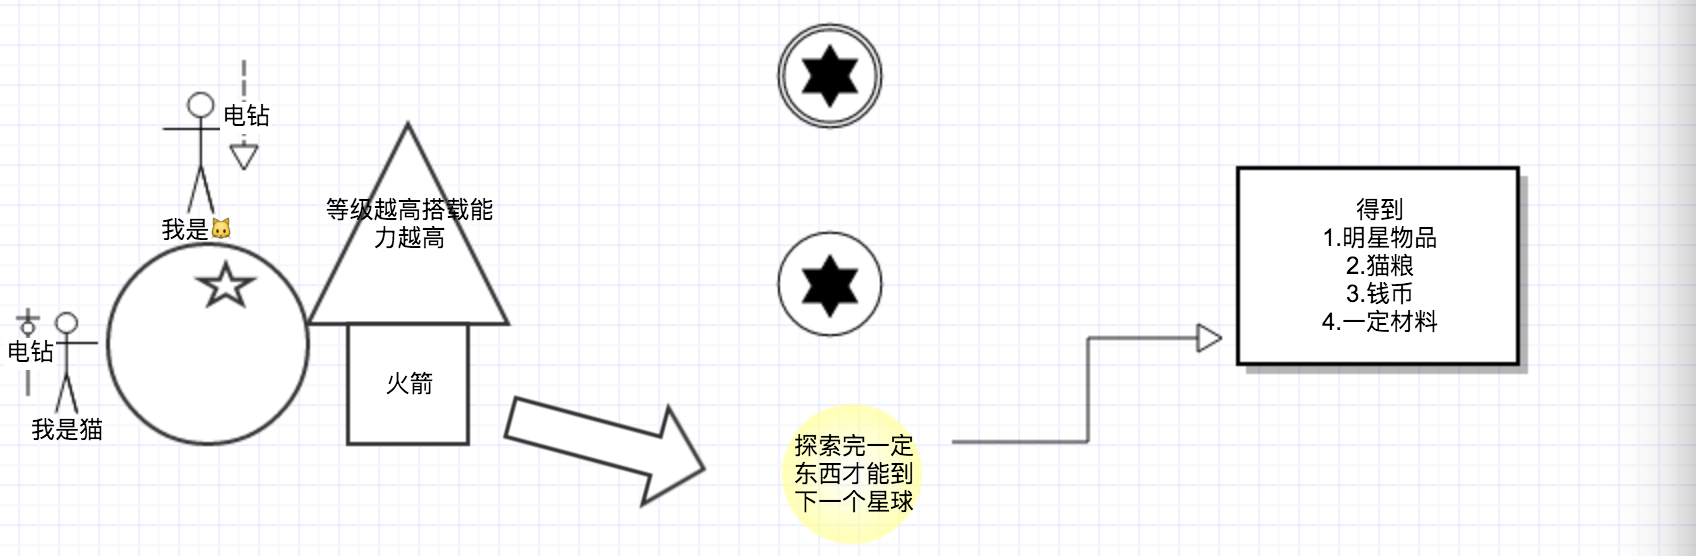 电钻
我是🐱
等级越高搭载能
力越高
电钻
我是猫
火箭
探索完一定
东西才能到
下一个星球
得到
1.明星物品
2.猫粮
3.钱币
4.一定材料